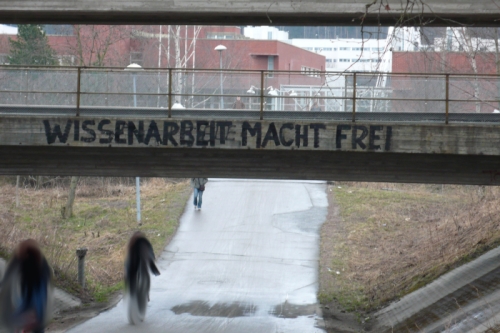 WISSENARBEIT MACHT FREI